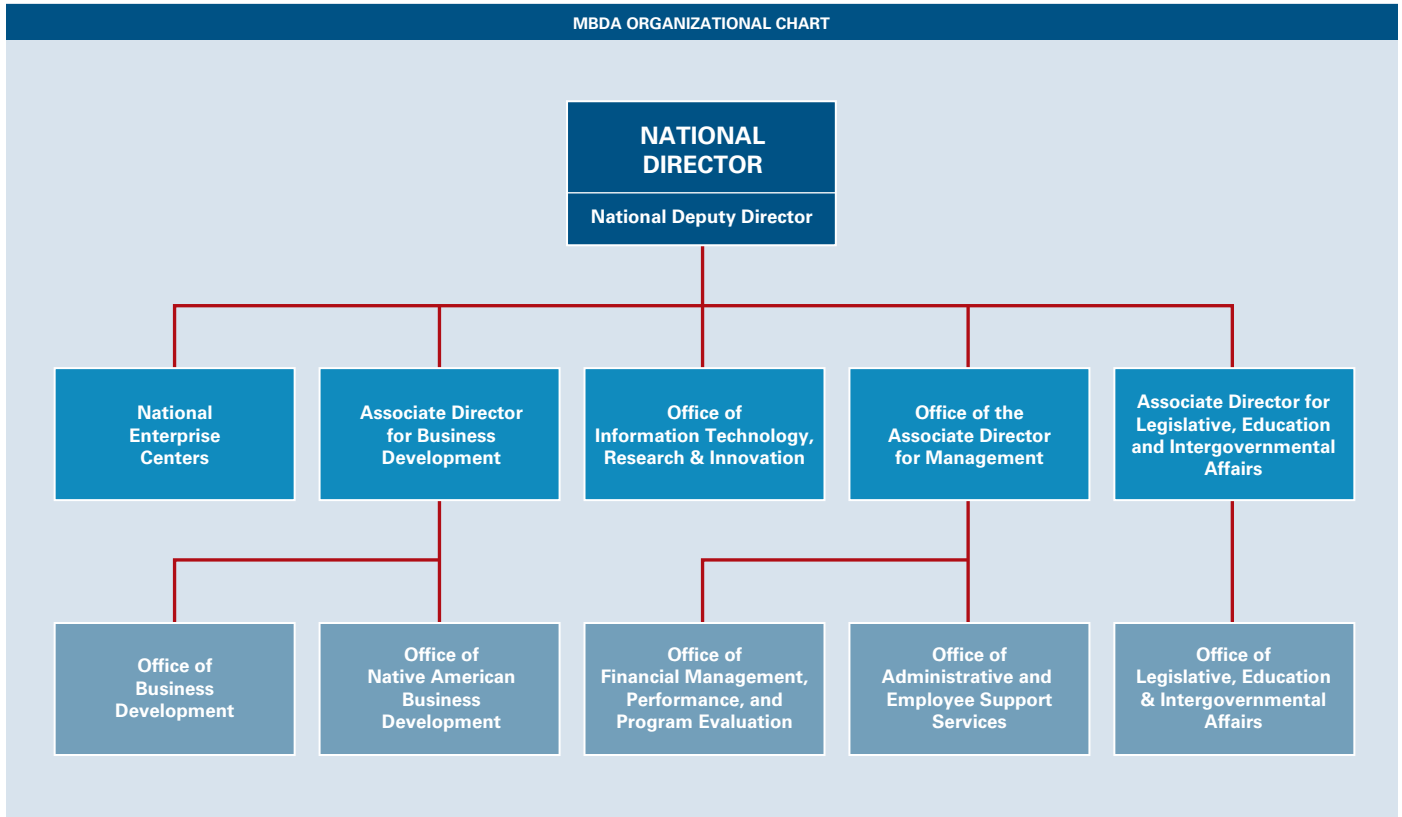 MBDA ORGANIZATIONAL CHART
NATIONAL
DIRECTOR
National Deputy Director
National
Enterprise
Centers
Associate Director
for Business
Development
Office of
Information Technology,
Research & Innovation
Office of the
Associate Director
for Management
Associate Director for
Legislative, Education
and Intergovernmental
Affairs
Office of
Business
Development
Office of
Native American
Business
Development
Office of
Financial Management,
Performance, and
Program Evaluation
Office of
Administrative and
Employee Support
Services
Office of
Legislative, Education
& Intergovernmental
Affairs